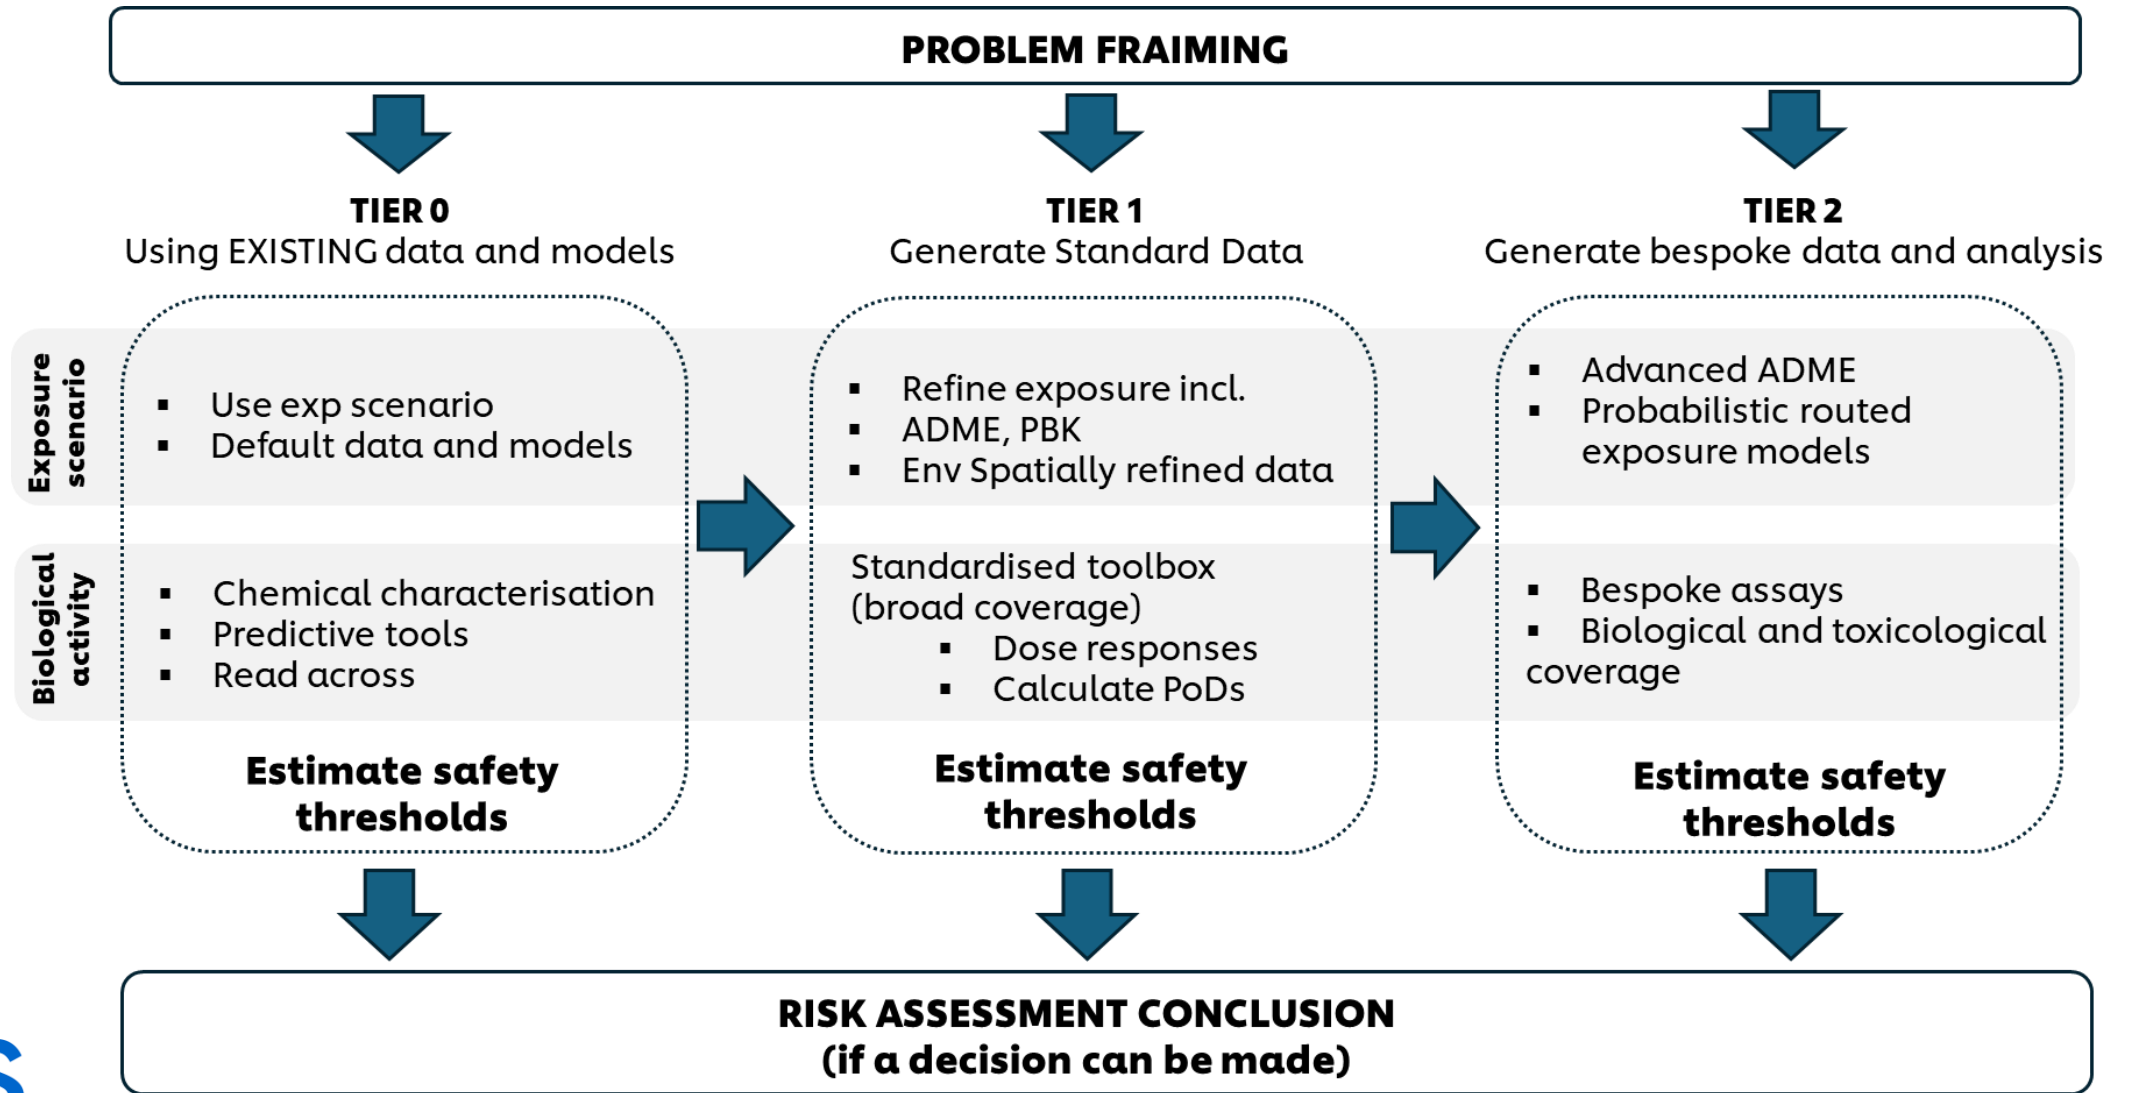 PROBLEM FRAIMING
TIER 0
Using EXISTING data and models
TIER 1
Generate Standard Data
TIER 2
Generate bespoke data and analysis
Exposure
scenario
▪ Use exp scenario
▪ Default data and models
▪ Refine exposure incl.
▪ ADME, PBK
▪ Env Spatially refined data
▪ Advanced ADME
▪ Probabilistic routed
exposure models
Biological
activity
▪ Chemical characterisation
▪ Predictive tools
▪ Read across
Standardised toolbox
(broad coverage)
▪ Dose responses
▪ Calculate PoDs
▪ Bespoke assays
▪ Biological and toxicological
coverage
Estimate safety
thresholds
Estimate safety
thresholds
Estimate safety
thresholds
RISK ASSESSMENT CONCLUSION
(if a decision can be made)